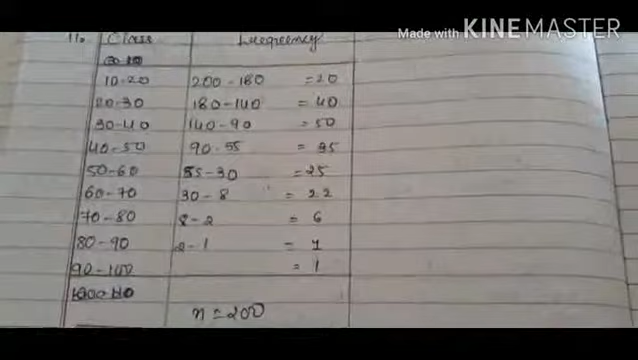 Made with KINEMASTER
11. Class Frequency
10-20 200-180 =20
20-30 180-140 =40
30-40 140-90 =50
40-50 90-55 =35
50-60 55-30 =25
60-70 30-8 =22
70-80 8-2 =6
80-90 2-1 =1
90-100 =1
n=200